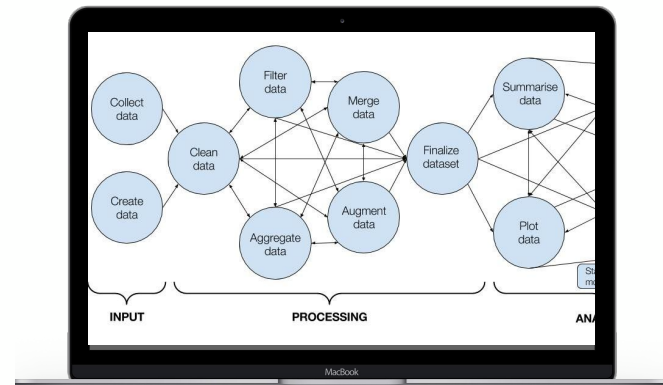 Collect
data
Create
data
Clean
data
Filter
data
Aggregate
data
Merge
data
Augment
data
Finalize
dataset
Summarise
data
Plot
data
INPUT
PROCESSING
MacBook